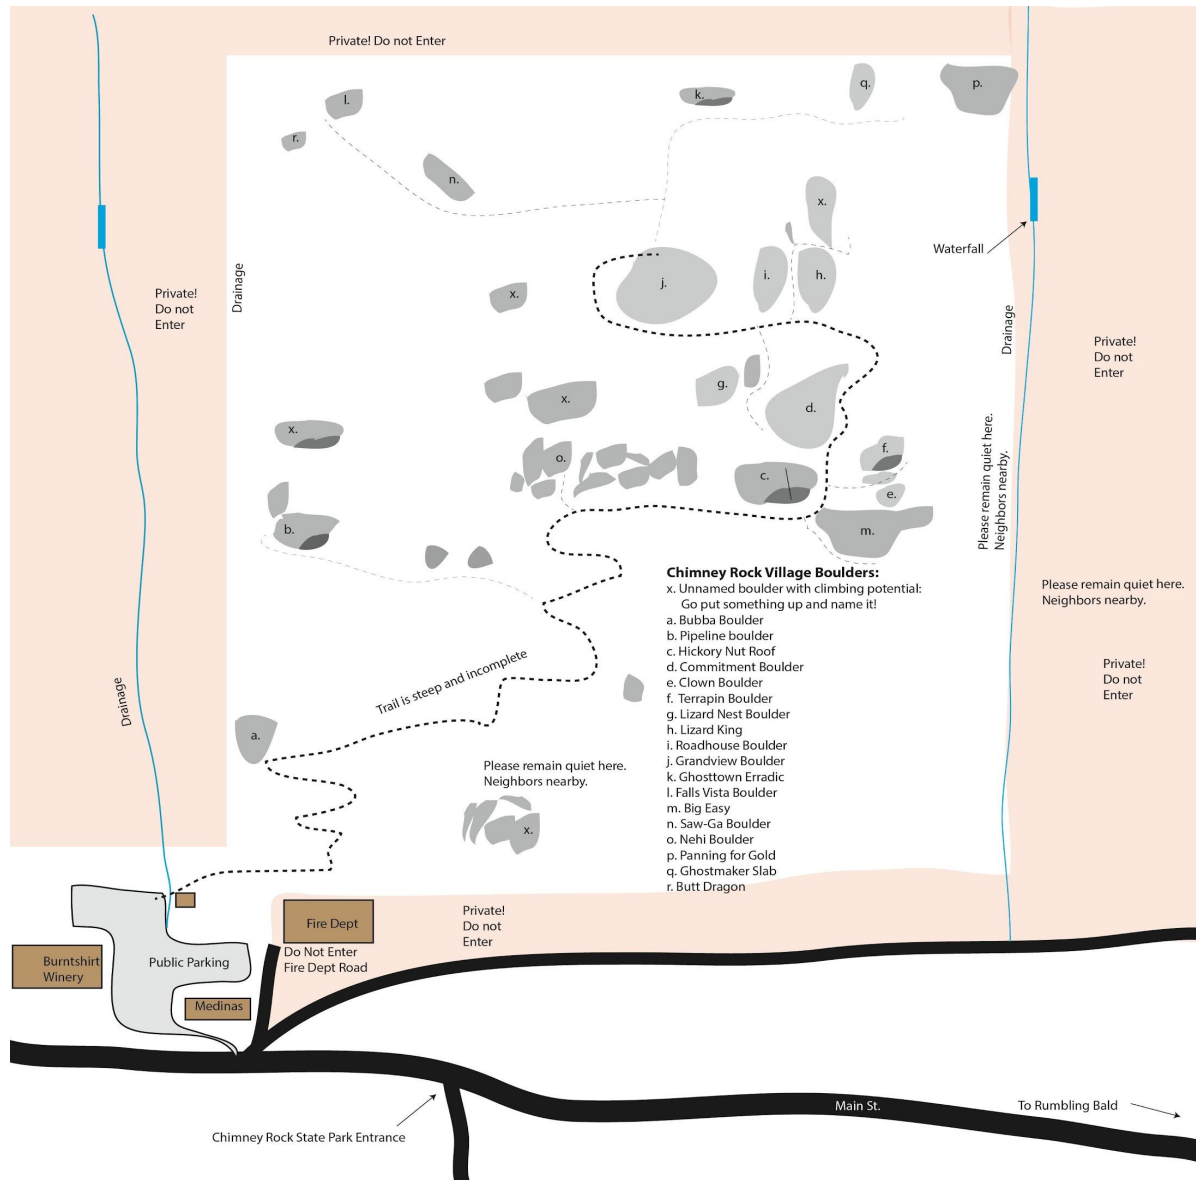 Private! Do not Enter
l.
k.
q.
p.
r.
n.
x.
Waterfall
Drainage
Private!
Do not
Enter
x.
j.
i.
h.
Drainage
Private!
Do not
Enter
g.
x.
d.
x.
o.
c.
f.
e.
Please remain quiet here.
Neighbors nearby.
b.
m.
Chimney Rock Village Boulders:
x. Unnamed boulder with climbing potential:
Go put something up and name it!
a. Bubba Boulder
b. Pipeline boulder
c. Hickory Nut Roof
d. Commitment Boulder
e. Clown Boulder
f. Terrapin Boulder
g. Lizard Nest Boulder
h. Lizard King
i. Roadhouse Boulder
j. Grandview Boulder
k. Ghosttown Erradic
l. Falls Vista Boulder
m. Big Easy
n. Saw-Ga Boulder
o. Nehi Boulder
p. Panning for Gold
q. Ghostmaker Slab
r. Butt Dragon
Please remain quiet here.
Neighbors nearby.
Private!
Do not
Enter
Trail is steep and incomplete
Drainage
a.
Please remain quiet here.
Neighbors nearby.
x.
Fire Dept
Private!
Do not
Enter
Do Not Enter
Fire Dept Road
Burntshirt
Winery
Public Parking
Medinas
Main St.
To Rumbling Bald
Chimney Rock State Park Entrance